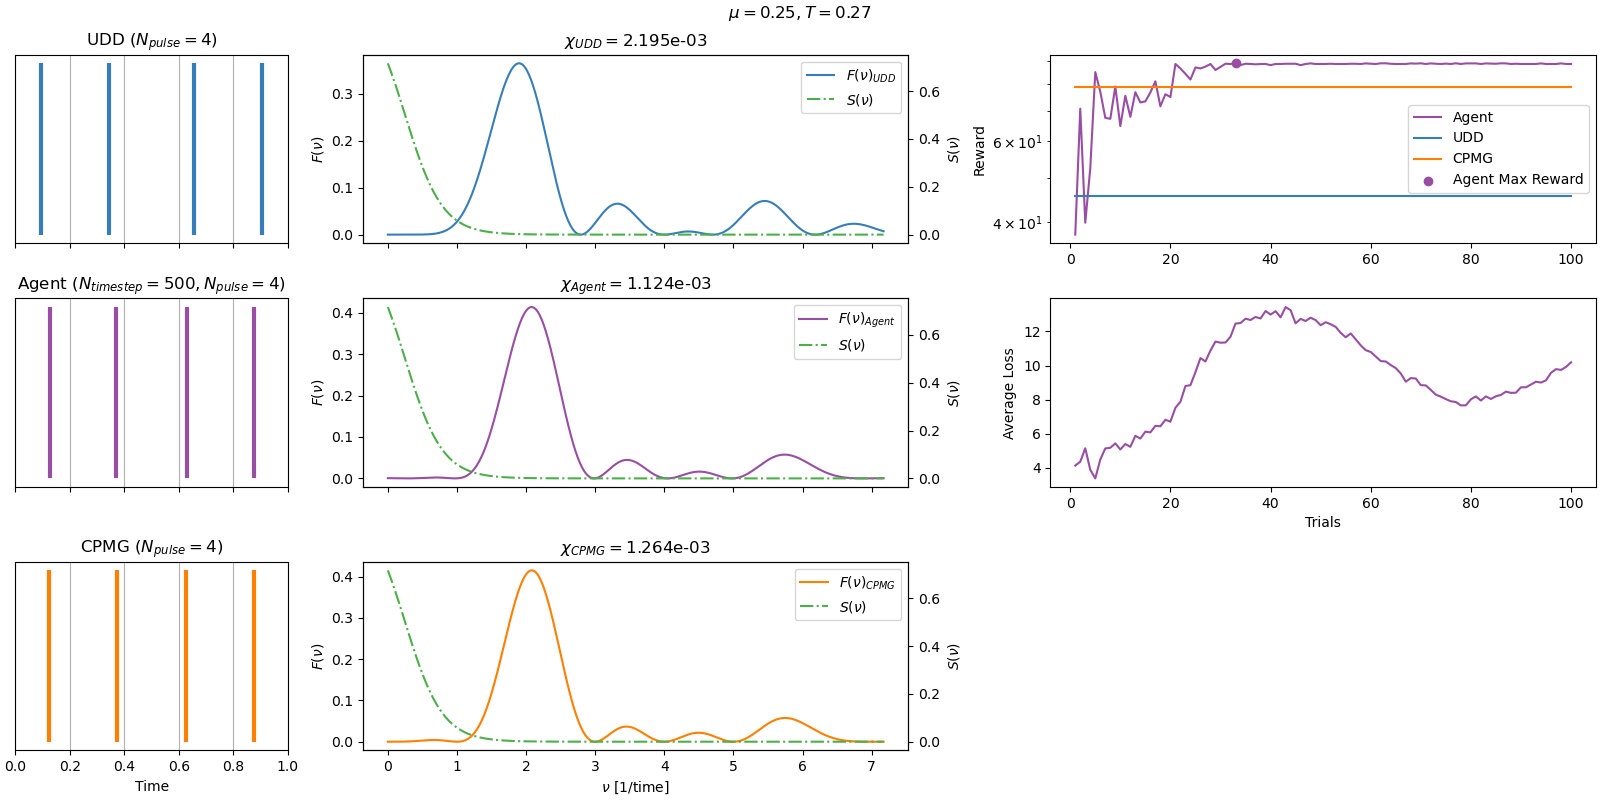 μ = 0.25, T = 0.27
UDD (N_pulse = 4)
χ_UDD = 2.195e-03
F(ν)
0.0
0.1
0.2
0.3
F(ν)_UDD
S(ν)
0.0
0.2
0.4
0.6
S(ν)
Reward
6 × 10¹
4 × 10¹
Agent
UDD
CPMG
Agent Max Reward
0 20 40 60 80 100
Agent (N_timestep = 500, N_pulse = 4)
χ_Agent = 1.124e-03
F(ν)
0.0
0.1
0.2
0.3
0.4
F(ν)_Agent
S(ν)
0.0
0.2
0.4
0.6
S(ν)
Average Loss
4
6
8
10
12
0 20 40 60 80 100
Trials
CPMG (N_pulse = 4)
0.0 0.2 0.4 0.6 0.8 1.0
Time
χ_CPMG = 1.264e-03
F(ν)
0.0
0.1
0.2
0.3
0.4
F(ν)_CPMG
S(ν)
0.0
0.2
0.4
0.6
S(ν)
0 1 2 3 4 5 6 7
ν [1/time]